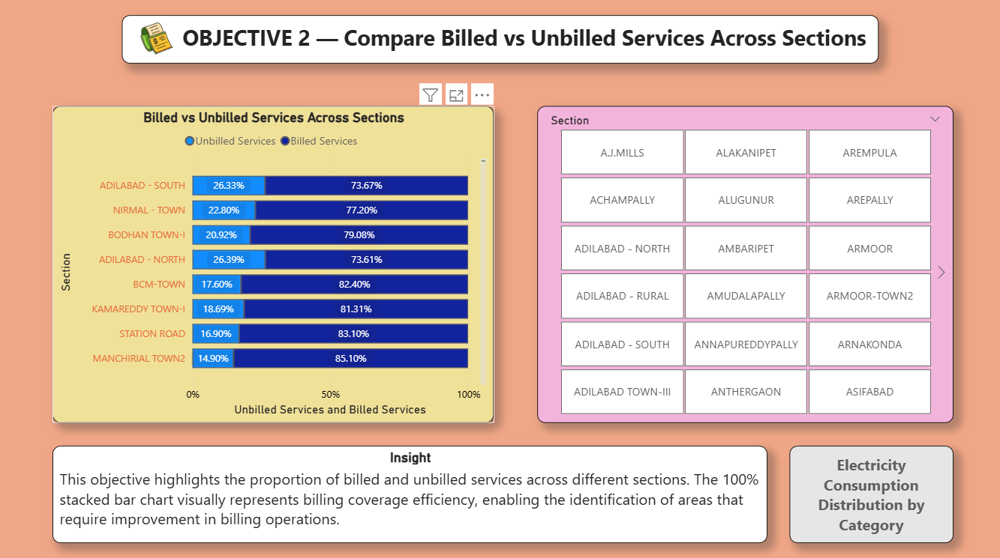 OBJECTIVE 2 — Compare Billed vs Unbilled Services Across Sections
Billed vs Unbilled Services Across Sections
Unbilled Services Billed Services
Section
ADILABAD - SOUTH 26.33% 73.67%
NIRMAL - TOWN 22.80% 77.20%
BODHAN TOWN-I 20.92% 79.08%
ADILABAD - NORTH 26.39% 73.61%
BCM-TOWN 17.60% 82.40%
KAMAREDDY TOWN-I 18.69% 81.31%
STATION ROAD 16.90% 83.10%
MANCHIRIAL TOWN2 14.90% 85.10%
0% 50% 100%
Unbilled Services and Billed Services
Section
A.J.MILLS ALAKANIPET AREMPULA
ACHAMPALLY ALUGUNUR AREPALLY
ADILABAD - NORTH AMBARIPET ARMOOR
ADILABAD - RURAL AMUDALAPALLY ARMOOR-TOWN2
ADILABAD - SOUTH ANNAPUREDDYPALLY ARNAKONDA
ADILABAD TOWN-III ANTHERGAON ASIFABAD
Insight
This objective highlights the proportion of billed and unbilled services across different sections. The 100%
stacked bar chart visually represents billing coverage efficiency, enabling the identification of areas that
require improvement in billing operations.
Electricity
Consumption
Distribution by
Category